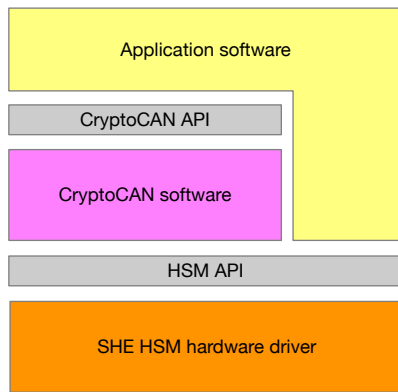 Application software
CryptoCAN API
CryptoCAN software
HSM API
SHE HSM hardware driver